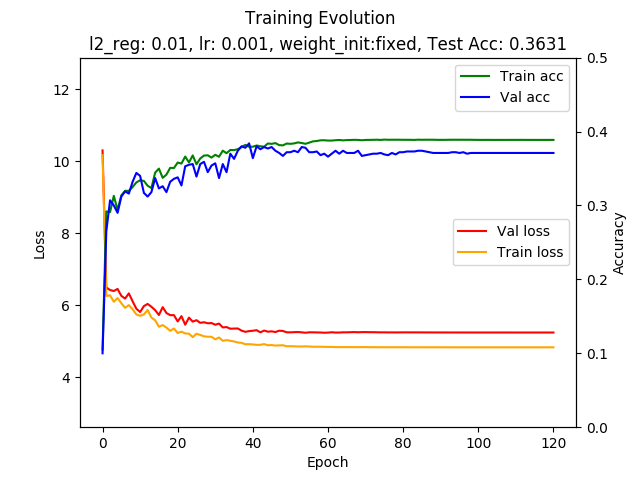 Training Evolution
l2_reg: 0.01, lr: 0.001, weight_init:fixed, Test Acc: 0.3631
Train acc
Val acc
Val loss
Train loss
Loss
12
10
8
6
4
Accuracy
0.5
0.4
0.3
0.2
0.1
0.0
0 20 40 60 80 100 120
Epoch